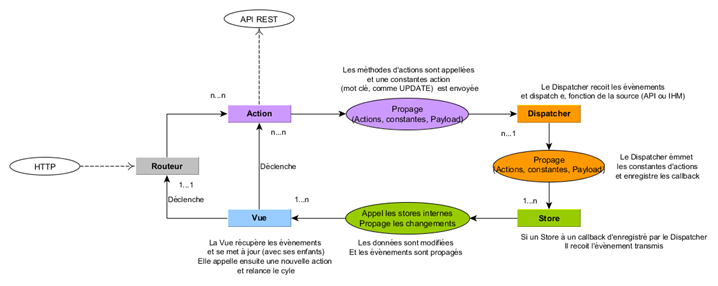 API REST
Les mèthodes d'actions sont appellées
et une constantes action
(mot clé, comme UPDATE) est envoyée
Le Dispatcher recoit les évènements
et dispatch e, fonction de la source (API ou IHM)
n...n
Action
Propage
(Actions, constantes, Payload)
Dispatcher
n...n
n...1
HTTP
Routeur
Déclenche
Propage
(Actions, constantes, Payload)
Le Dispatcher émmet
les constantes d'actions
et enregistre les callback
1...1
Déclenche
1...n
1...n
Vue
Appel les stores internes
Propage les changements
Store
La Vue récupère les évènements
et se met à jour (avec ses enfants)
Elle appelle ensuite une nouvelle action
et relance le cyle
Les données sont modifiées
Et les évènements sont propagés
Si un Store à un callback d'enregistré par le Dispatcher
Il recoit l'évènement transmis